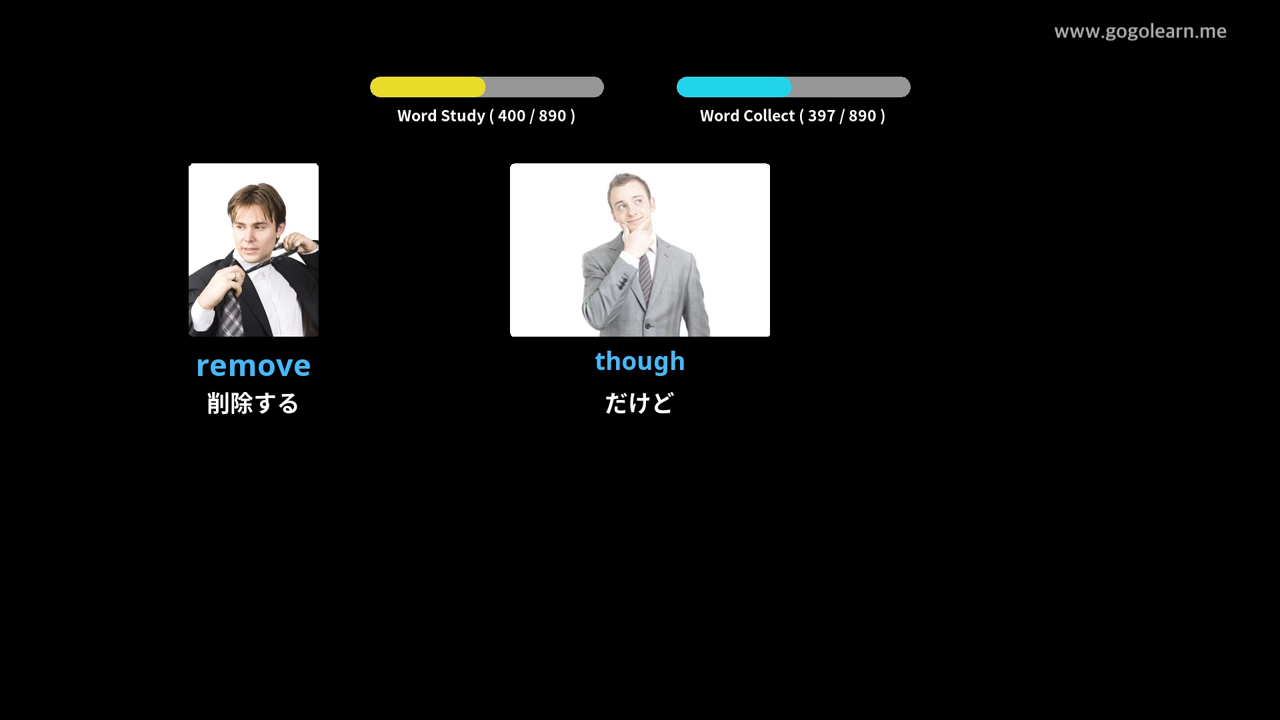 www.gogolearn.me
Word Study ( 400 / 890 )
Word Collect ( 397 / 890 )
remove
削除する
though
だけど